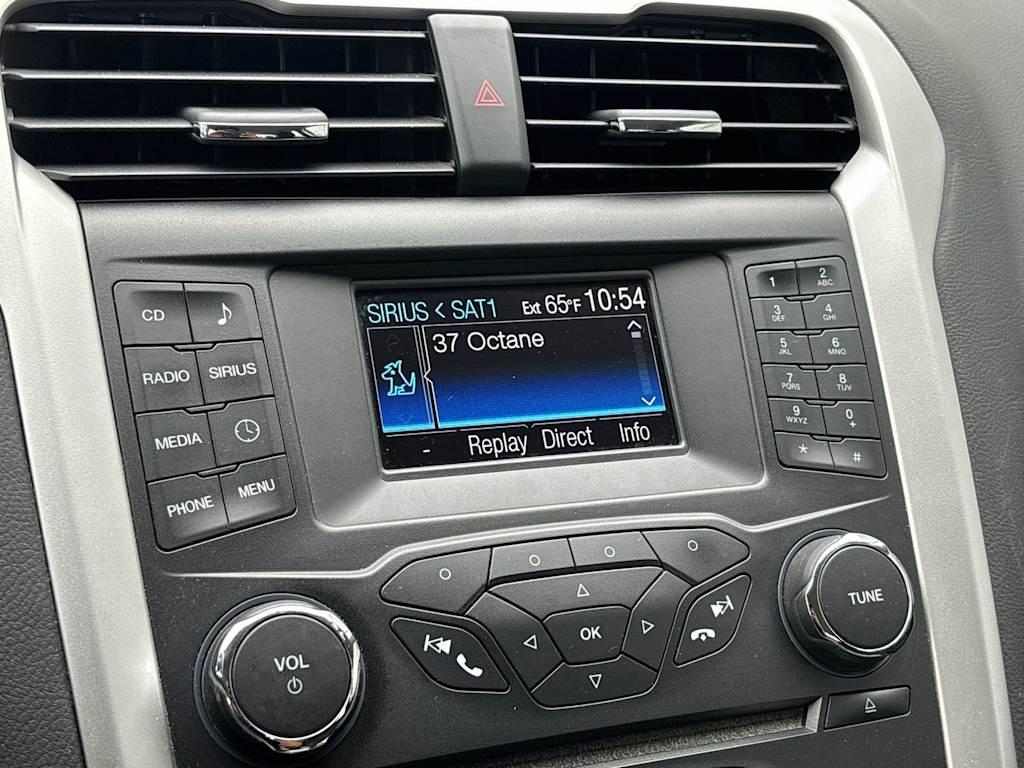 CD
RADIO SIRIUS
MEDIA
PHONE MENU
SIRIUS < SAT1 Ext 65°F 10:54
37 Octane
- Replay Direct Info
1 2 ABC
3 DEF 4 GHI
5 JKL 6 MNO
7 PQRS 8 TUV
9 WXYZ 0 +
* #
VOL
OK
TUNE